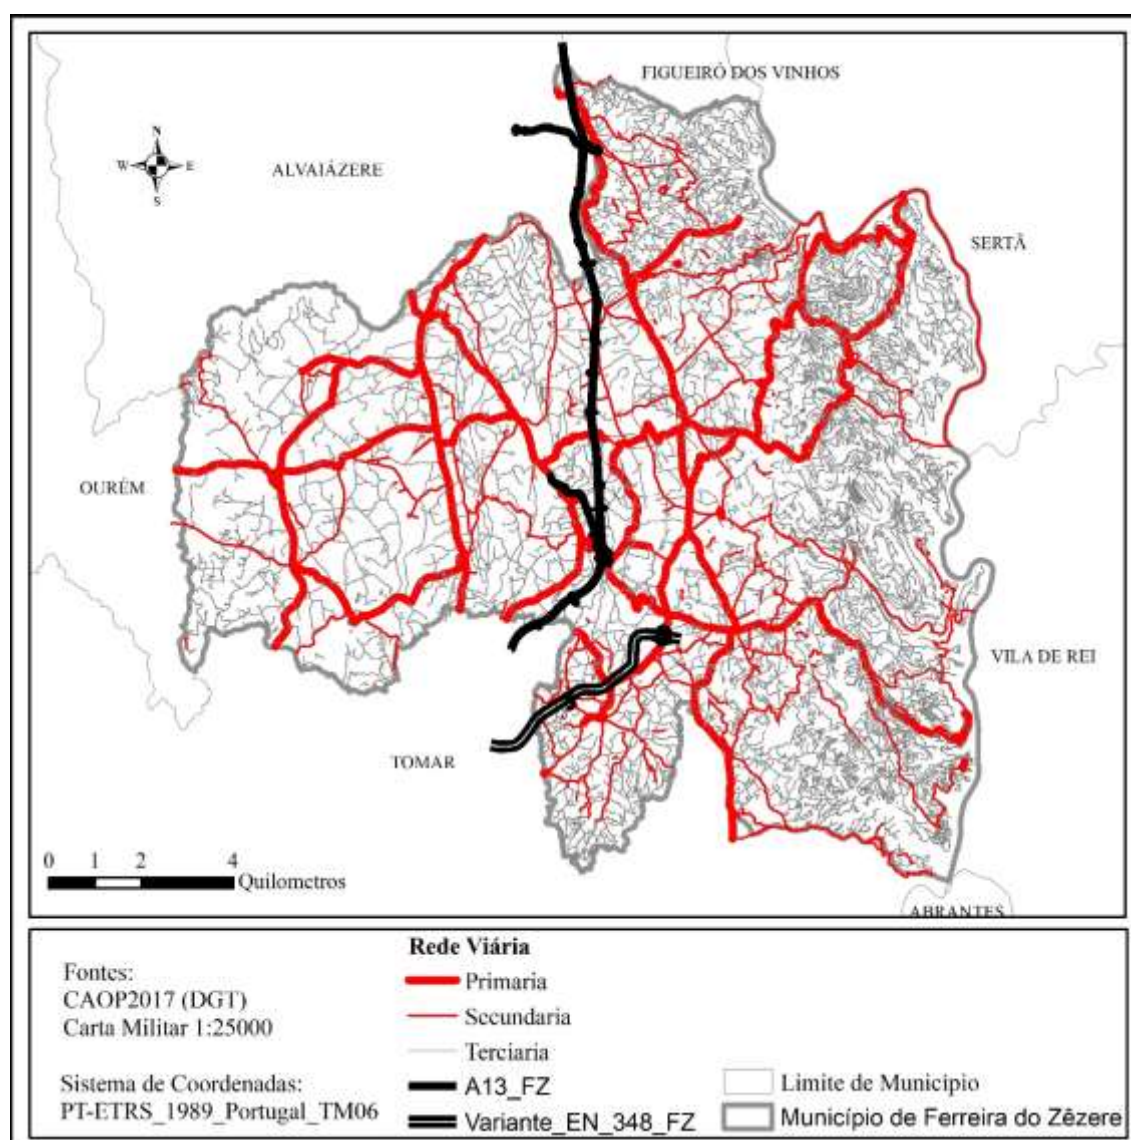 FIGUEIRÓ DOS VINHOS
N
W E
S
ALVAIÁZERE
SERTÃ
OURÉM
VILA DE REI
TOMAR
0 1 2 4
Quilometros
ABRANTES
Rede Viária
Fontes:
CAOP2017 (DGT)
Carta Militar 1:25000
Sistema de Coordenadas:
PT-ETRS_1989_Portugal_TM06
Primaria
Secundaria
Terciaria
A13_FZ
Variante_EN_348_FZ
Limite de Município
Município de Ferreira do Zêzere